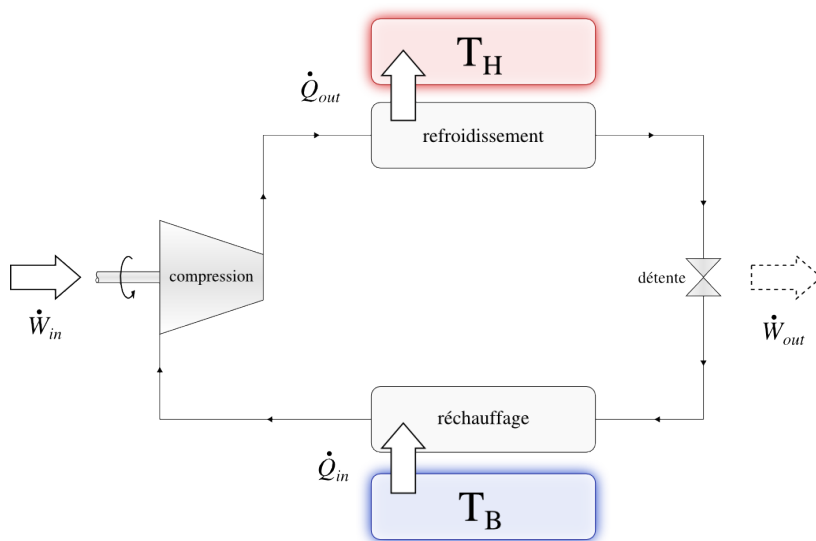 T_H
Q̇_out
refroidissement
compression
détente
Ẇ_in
Ẇ_out
réchauffage
Q̇_in
T_B